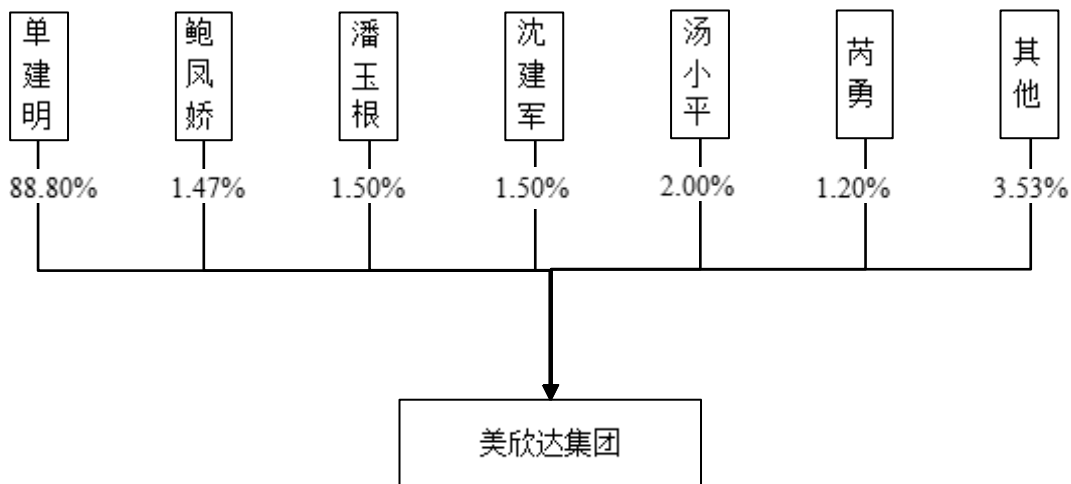 单建明
鲍凤娇
潘玉根
沈建军
汤小平
芮勇
其他
88.80%
1.47%
1.50%
1.50%
2.00%
1.20%
3.53%
美欣达集团